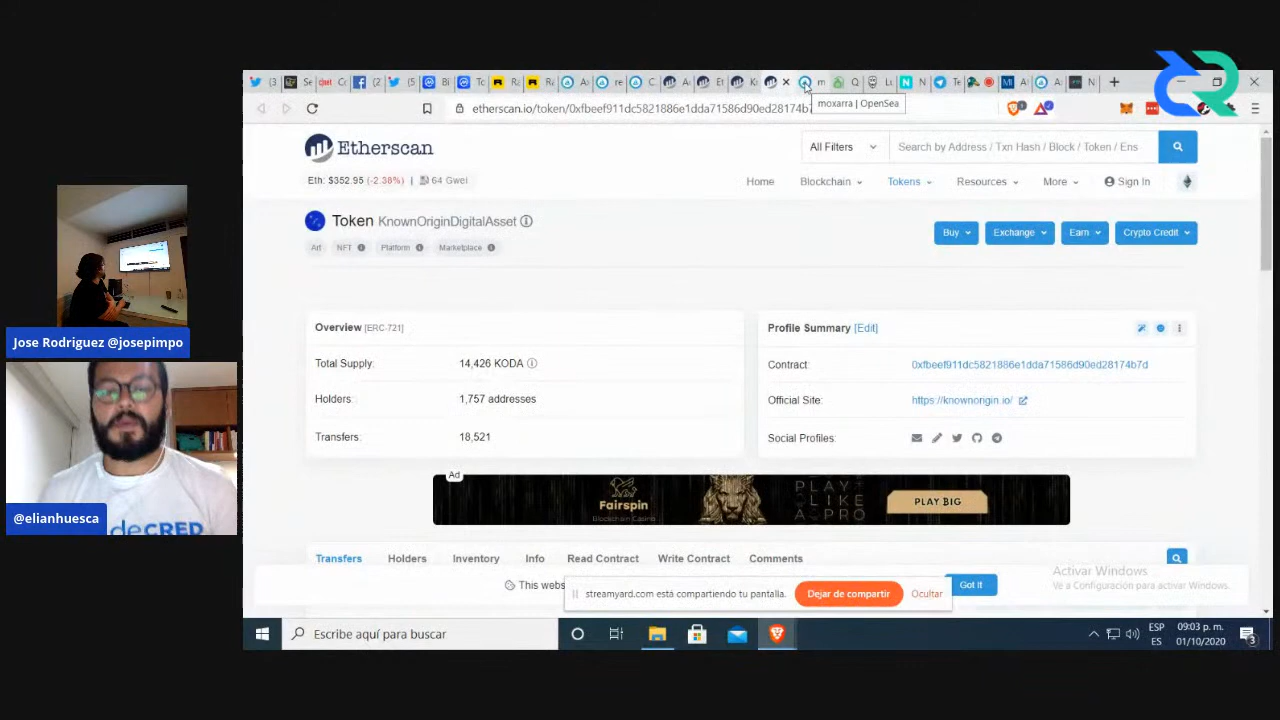 moxarra | OpenSea
etherscan.io/token/0xfbeef911dc5821886e1dda71586d90ed28174b7
Etherscan
All Filters
Search by Address / Txn Hash / Block / Token / Ens
Eth: $352.95 (-2.38%) | 64 Gwei
Home
Blockchain
Tokens
Resources
More
Sign In
Token KnownOriginDigitalAsset
Buy
Exchange
Earn
Crypto Credit
Art
NFT
Platform
Marketplace
Overview [ERC-721]
Total Supply:
14,426 KODA
Holders:
1,757 addresses
Transfers:
18,521
Profile Summary [Edit]
Contract:
0xfbeef911dc5821886e1dda71586d90ed28174b7d
Official Site:
https://knownorigin.io/
Social Profiles:
Ad
Fairspin
Blockchain Casino
PLAY
LIKE
A PRO
PLAY BIG
Transfers
Holders
Inventory
Info
Read Contract
Write Contract
Comments
This webs
Got It
streamyard.com está compartiendo tu pantalla.
Dejar de compartir
Ocultar
Activar Windows
Ve a Configuración para activar Windows.
Escribe aquí para buscar
ESP
ES
09:03 p. m.
01/10/2020
3
Jose Rodriguez @josepimpo
@elianhuesca
deCRED